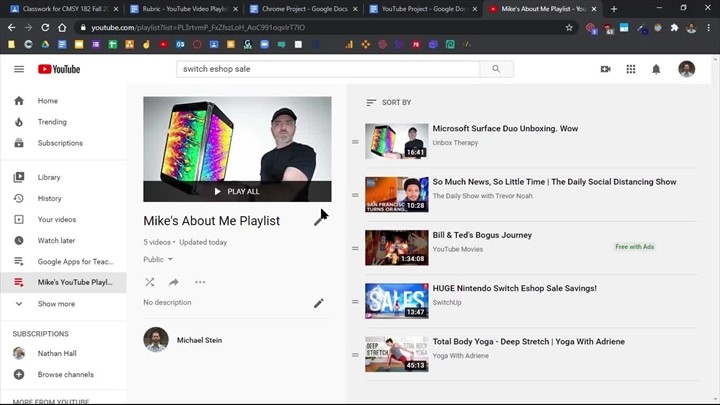 Classwork for CMSY 182 Fall 2
Rubric - YouTube Video Playlis
Chrome Project - Google Docs
YouTube Project - Google Docs
Mike's About Me Playlist - You
youtube.com/playlist?list=
YouTube
switch eshop sale
Home
Trending
Subscriptions
Library
History
Your videos
Watch later
Google Apps for Teac...
Mike's YouTube Playl...
Show more
SUBSCRIPTIONS
Nathan Hall
Browse channels
MORE FROM YOUTUBE
PLAY ALL
Mike's About Me Playlist
5 videos • Updated today
Public
No description
Michael Stein
SORT BY
16:41
Microsoft Surface Duo Unboxing. Wow
Unbox Therapy
SAN FRANCISCO
TURNS ORANG
10:28
So Much News, So Little Time | The Daily Social Distancing Show
The Daily Show with Trevor Noah
1:34:08
Bill & Ted's Bogus Journey
YouTube Movies
Free with Ads
SALES
13:47
HUGE Nintendo Switch Eshop Sale Savings!
SwitchUp
DEEP
STRETCH
TOTAL
BODY
YOGA
45:13
Total Body Yoga - Deep Stretch | Yoga With Adriene
Yoga With Adriene